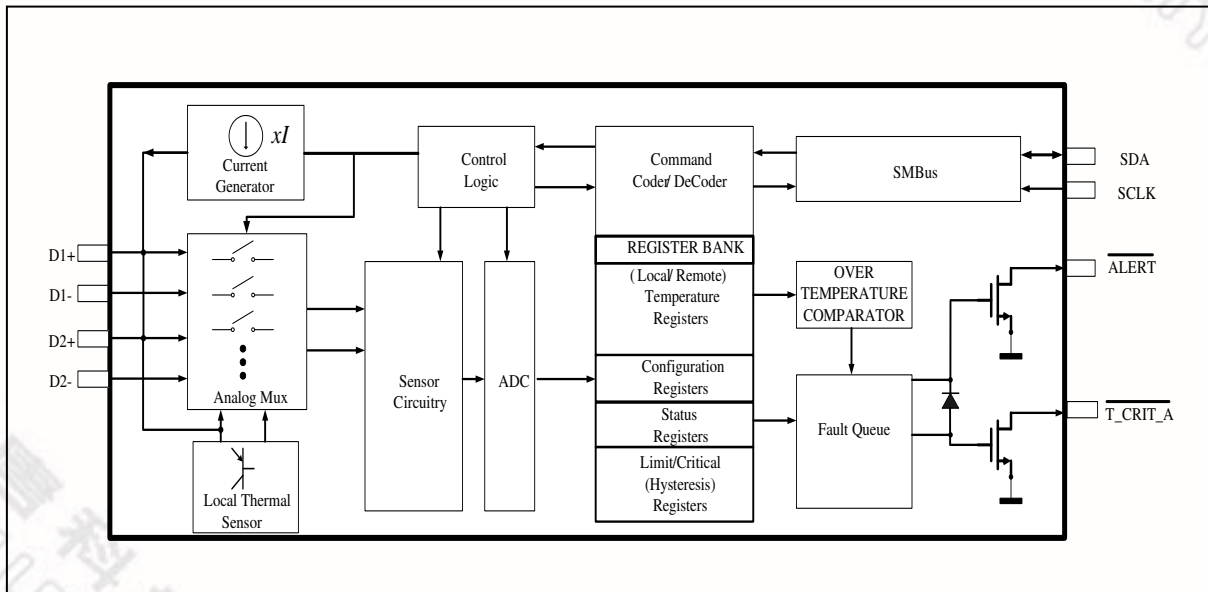 xI
Current
Generator
Control
Logic
Command
Coder/ DeCoder
SMBus
SDA
SCLK
D1+
D1-
D2+
D2-
Analog Mux
Local Thermal
Sensor
Sensor
Circuitry
ADC
REGISTER BANK
( Local/ Remote)
Temperature
Registers
Configuration
Registers
Status
Registers
Limit/Critical
(Hysteresis)
Registers
OVER
TEMPERATURE
COMPARATOR
Fault Queue
ALERT
T_CRIT_A
科